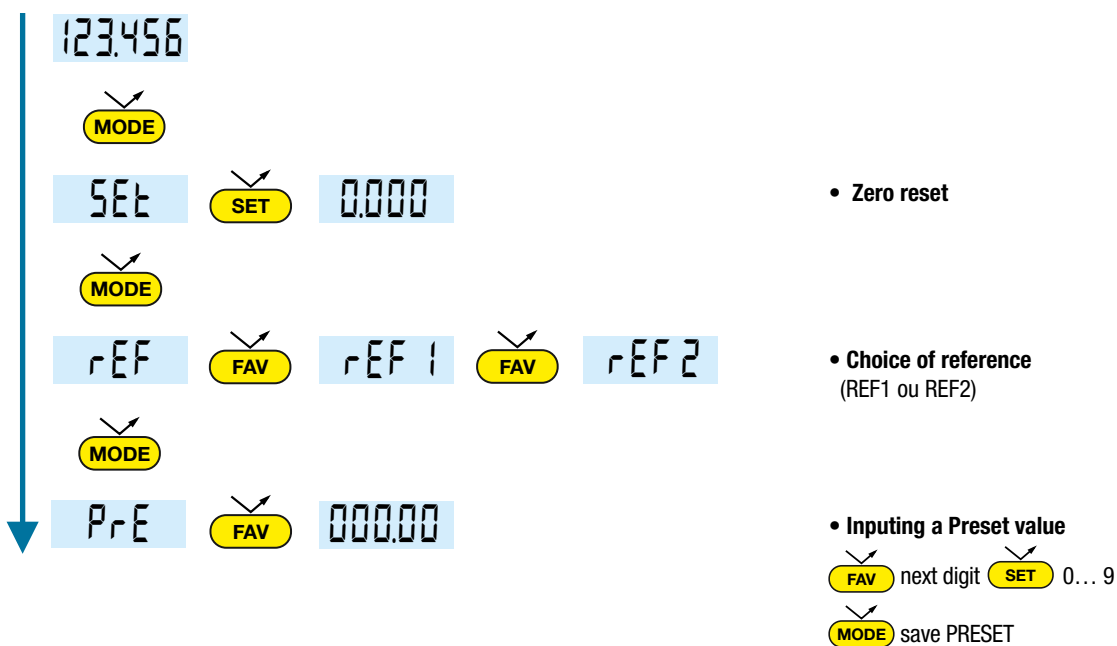 123.456
MODE
SEt SET 0.000 • Zero reset
MODE
rEF FAV rEF 1 FAV rEF 2 • Choice of reference
(REF1 ou REF2)
MODE
PrE FAV 000.00 • Inputing a Preset value
FAV next digit SET 0… 9
MODE save PRESET